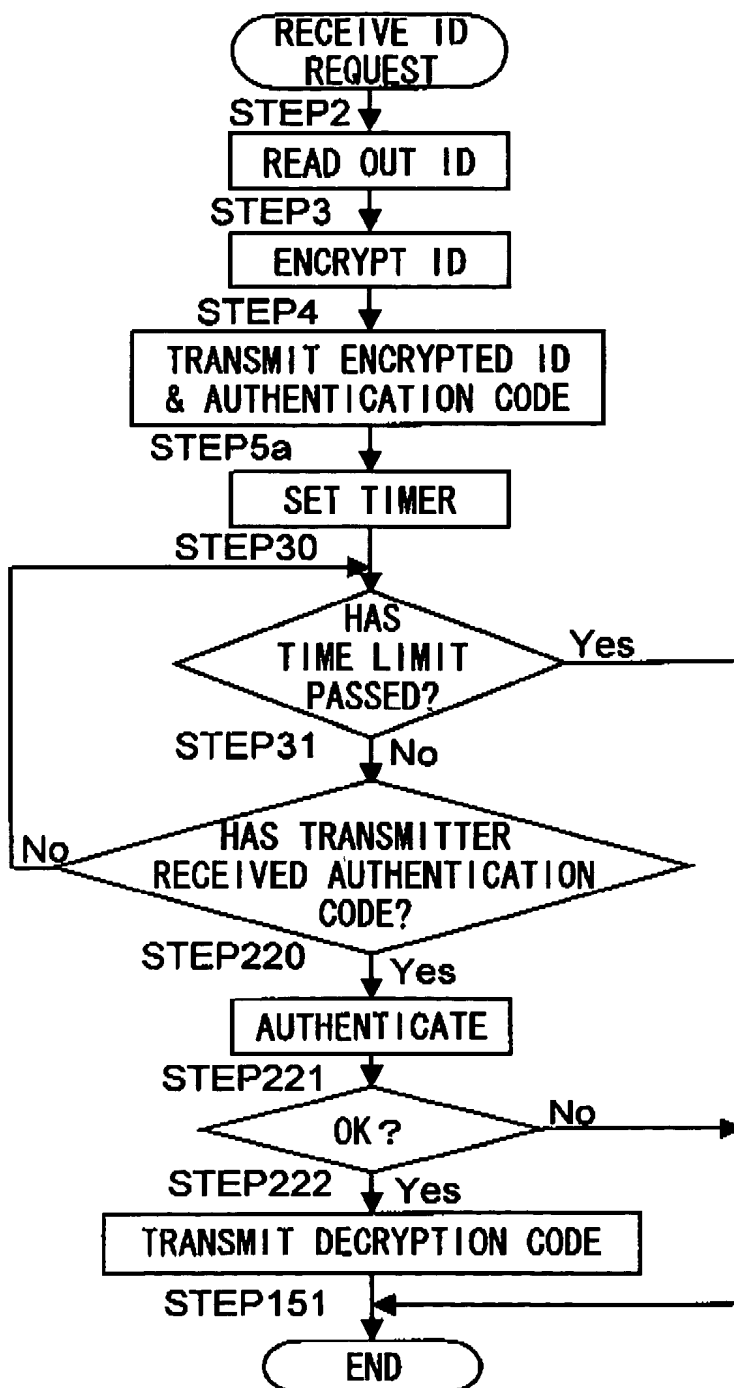 RECEIVE ID
REQUEST
STEP2
READ OUT ID
STEP3
ENCRYPT ID
STEP4
TRANSMIT ENCRYPTED ID
& AUTHENTICATION CODE
STEP5a
SET TIMER
STEP30
HAS
TIME LIMIT
PASSED?
Yes
STEP31
No
HAS TRANSMITTER
RECEIVED AUTHENTICATION
CODE?
No
STEP220
Yes
AUTHENTICATE
STEP221
OK?
No
STEP222
Yes
TRANSMIT DECRYPTION CODE
STEP151
END